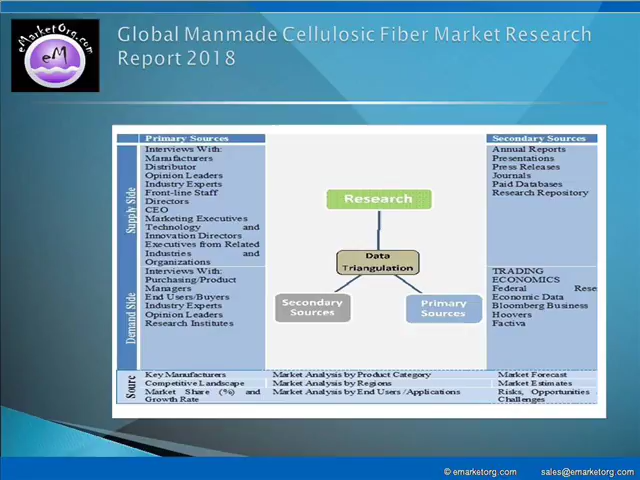 eMarketOrg.com
eM
Global Manmade Cellulosic Fiber Market Research
Report 2018
Primary Sources
Secondary Sources
Supply Side
Interviews With:
Manufacturers
Distributor
Opinion Leaders
Industry Experts
Front-line Staff
Directors
CEO
Marketing Executives
Technology and
Innovation Directors
Executives from Related
Industries and
Organizations
Annual Reports
Presentations
Press Releases
Journals
Paid Databases
Research Repository
Research
Data
Triangulation
Secondary
Sources
Primary
Sources
Demand Side
Interviews With:
Purchasing/Product
Managers
End Users/Buyers
Industry Experts
Opinion Leaders
Research Institutes
TRADING
ECONOMICS
Federal Rese
Economic Data
Bloomberg Business
Hoovers
Factiva
Sourc
Key Manufacturers
Competitive Landscape
Market Share (%) and
Growth Rate
Market Analysis by Product Category
Market Analysis by Regions
Market Analysis by End Users /Applications
Market Forecast
Market Estimates
Risks, Opportunities
Challenges
© emarketorg.com sales@emarketorg.com